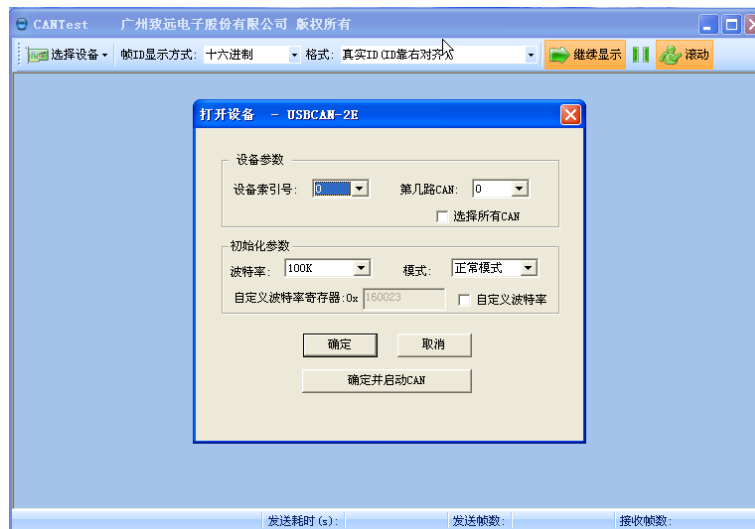 CANTest 广州致远电子股份有限公司 版权所有
选择设备 帧ID显示方式: 十六进制 格式: 真实ID(ID靠右对齐) 继续显示 滚动
打开设备 - USBCAN-2E
设备参数
设备索引号: 0 第几路CAN: 0
选择所有CAN
初始化参数
波特率: 100K 模式: 正常模式
自定义波特率寄存器:0x 160023 自定义波特率
确定 取消
确定并启动CAN
发送耗时(s): 发送帧数: 接收帧数: